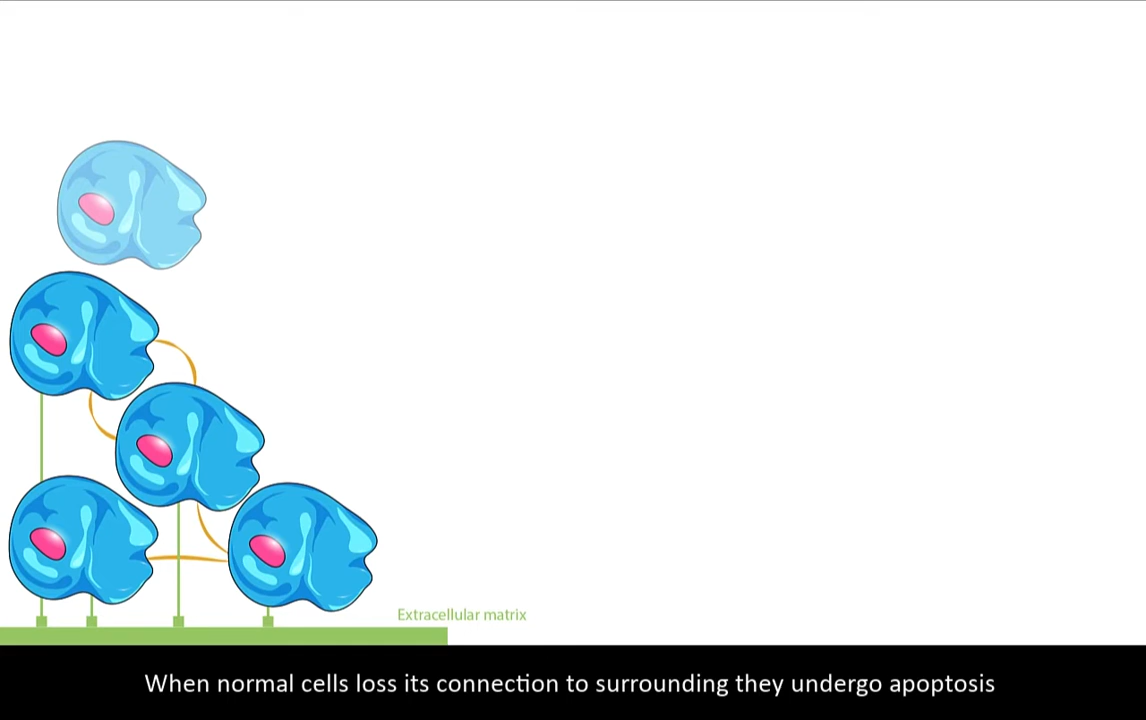 Extracellular matrix
When normal cells loss its connection to surrounding they undergo apoptosis